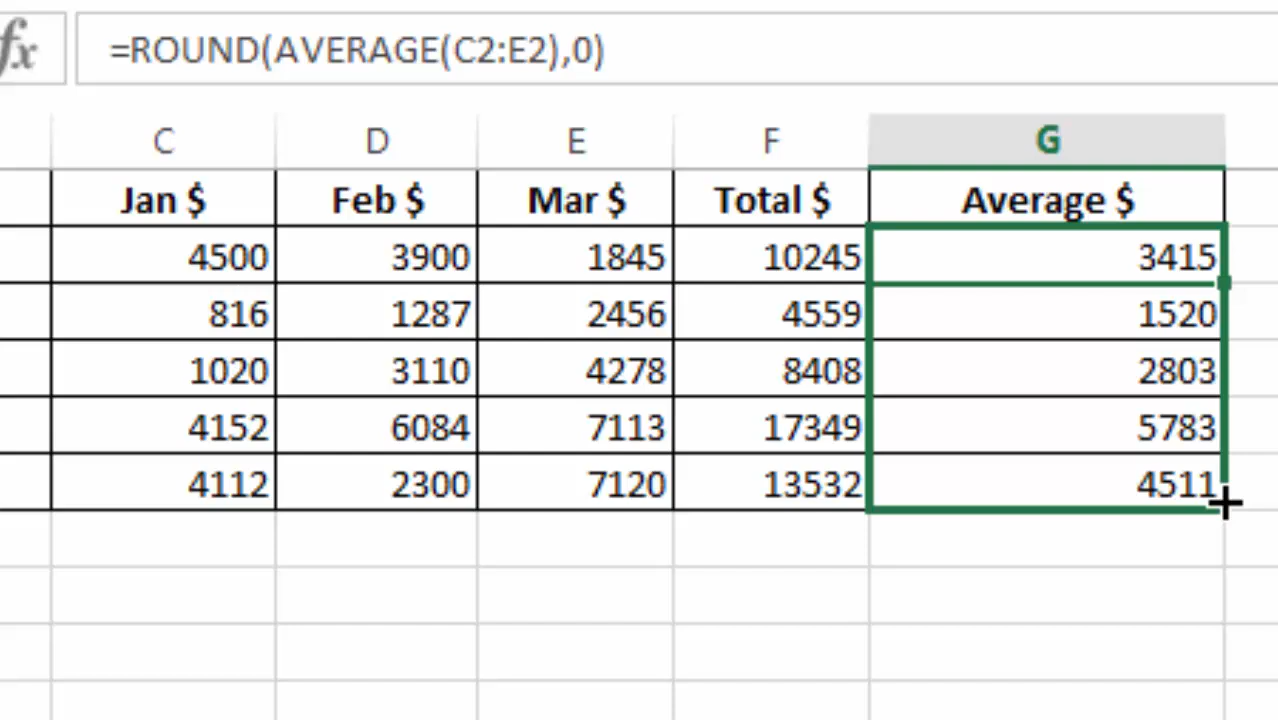 fx =ROUND(AVERAGE(C2:E2),0)
C D E F G
Jan $ Feb $ Mar $ Total $ Average $
4500 3900 1845 10245 3415
816 1287 2456 4559 1520
1020 3110 4278 8408 2803
4152 6084 7113 17349 5783
4112 2300 7120 13532 4511